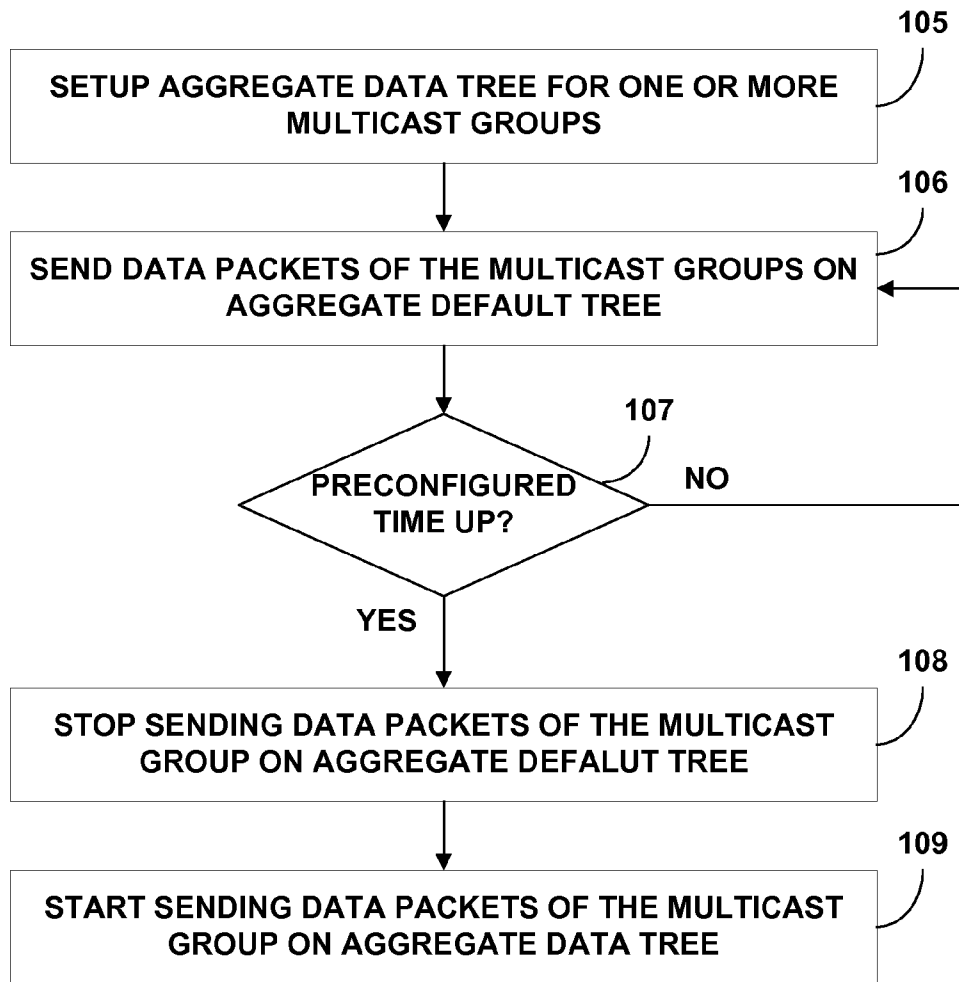 105
SETUP AGGREGATE DATA TREE FOR ONE OR MORE
MULTICAST GROUPS
106
SEND DATA PACKETS OF THE MULTICAST GROUPS ON
AGGREGATE DEFAULT TREE
107
PRECONFIGURED
TIME UP?
NO
YES
108
STOP SENDING DATA PACKETS OF THE MULTICAST
GROUP ON AGGREGATE DEFALUT TREE
109
START SENDING DATA PACKETS OF THE MULTICAST
GROUP ON AGGREGATE DATA TREE